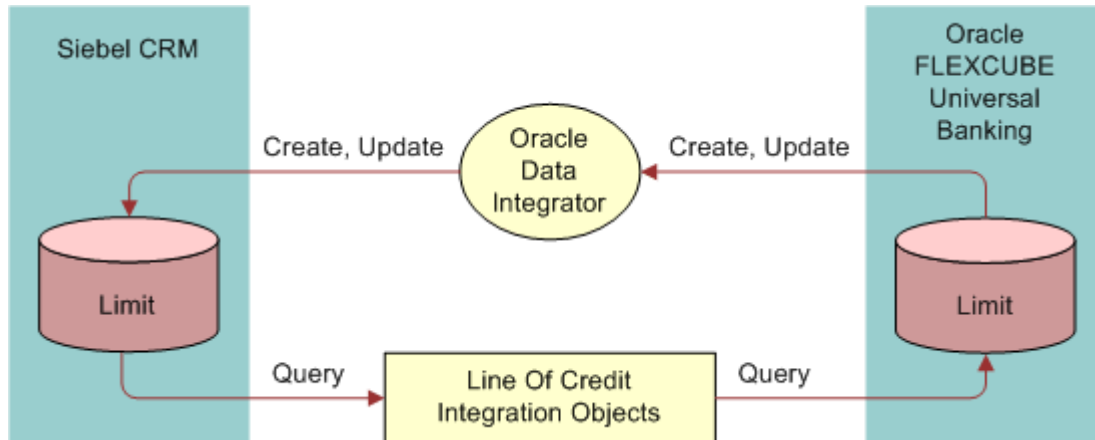 Siebel CRM
Oracle
FLEXCUBE
Universal
Banking
Create, Update
Oracle
Data
Integrator
Create, Update
Limit
Limit
Query
Line Of Credit
Integration Objects
Query